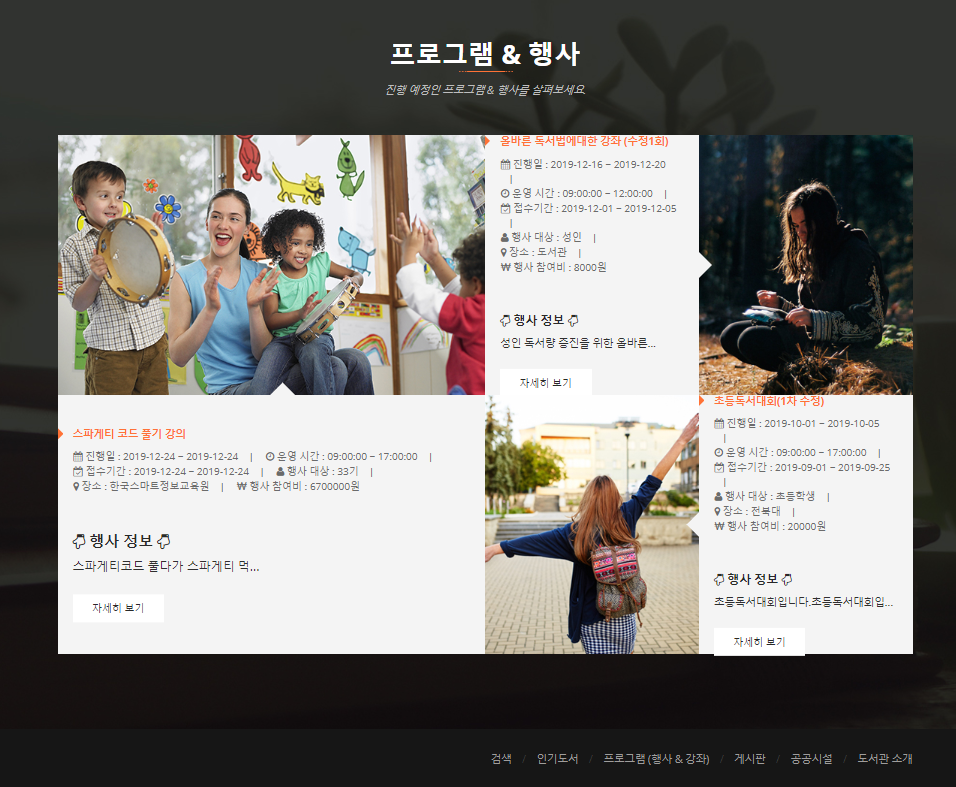 프로그램 & 행사
진행 예정인 프로그램 & 행사를 살펴보세요.
올바른 독서법에대한 강좌 (수정1회)
진행일 : 2019-12-16 ~ 2019-12-20
|
운영 시간 : 09:00:00 ~ 12:00:00 |
접수기간 : 2019-12-01 ~ 2019-12-05
|
행사 대상 : 성인 |
장소 : 도서관 |
₩ 행사 참여비 : 8000원
행사 정보
성인 독서량 증진을 위한 올바른...
자세히 보기
스파게티 코드 풀기 강의
진행일 : 2019-12-24 ~ 2019-12-24 | 운영 시간 : 09:00:00 ~ 17:00:00 |
접수기간 : 2019-12-24 ~ 2019-12-24 | 행사 대상 : 33기 |
장소 : 한국스마트정보교육원 | ₩ 행사 참여비 : 6700000원
행사 정보
스파게티코드 풀다가 스파게티 먹...
자세히 보기
초등독서대회(1차 수정)
진행일 : 2019-10-01 ~ 2019-10-05
|
운영 시간 : 09:00:00 ~ 17:00:00 |
접수기간 : 2019-09-01 ~ 2019-09-25
|
행사 대상 : 초등학생 |
장소 : 전북대 |
₩ 행사 참여비 : 20000원
행사 정보
초등독서대회입니다.초등독서대회입...
자세히 보기
검색 / 인기도서 / 프로그램 (행사 & 강좌) / 게시판 / 공공시설 / 도서관 소개